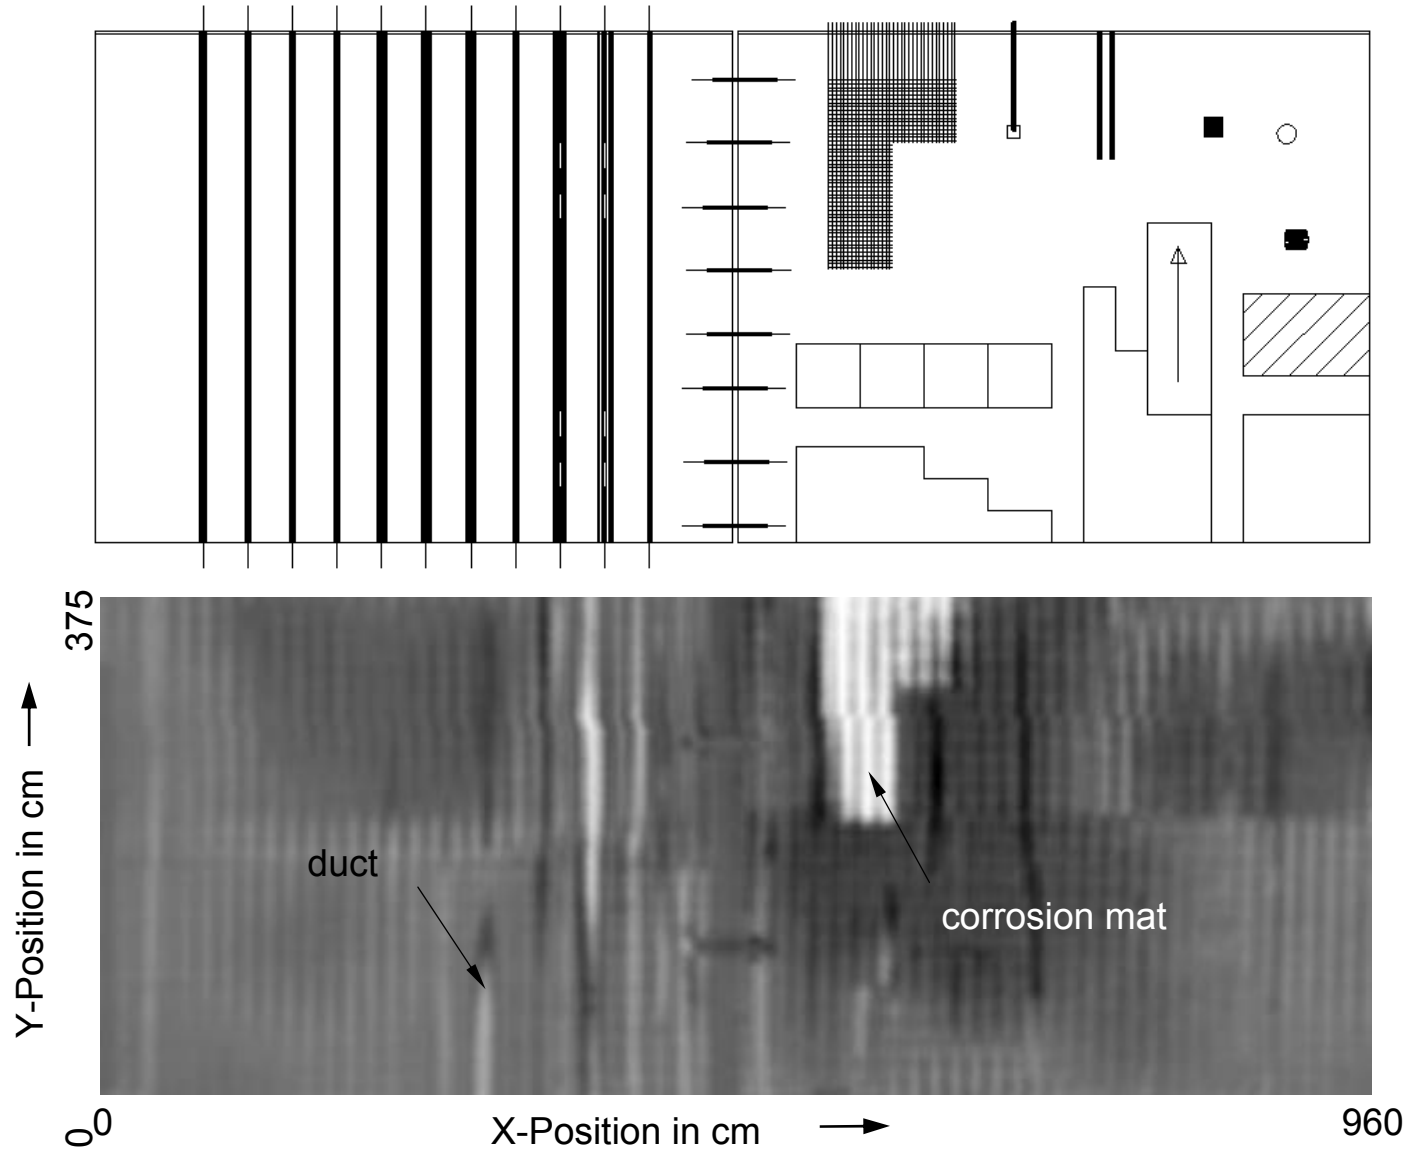 375
duct
corrosion mat
Y-Position in cm
0
0
X-Position in cm
960